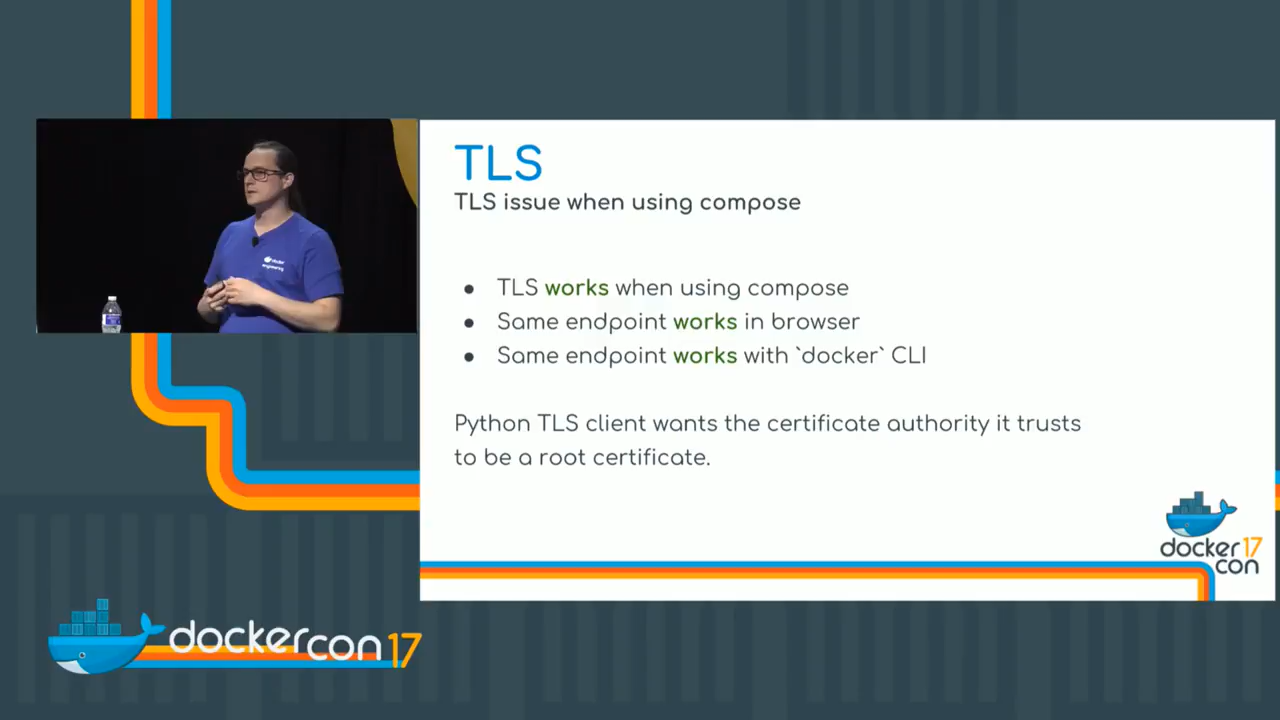 TLS
TLS issue when using compose
● TLS works when using compose
● Same endpoint works in browser
● Same endpoint works with `docker` CLI
Python TLS client wants the certificate authority it trusts
to be a root certificate.
docker 17
con
docker
engineering
dockercon 17